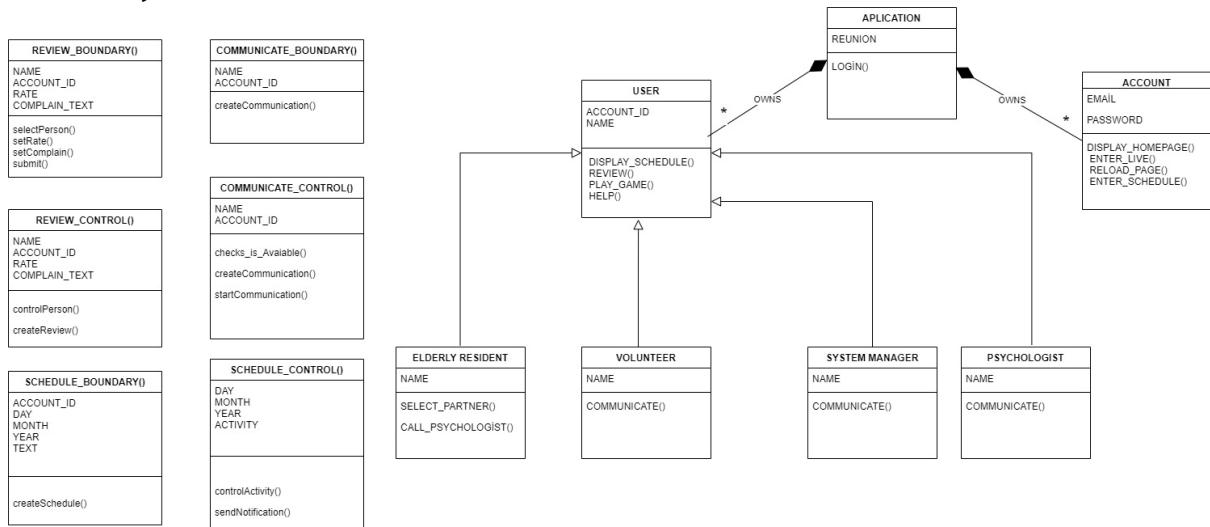 REVIEW_BOUNDARY()
NAME
ACCOUNT_ID
RATE
COMPLAIN_TEXT
selectPerson()
setRate()
setComplain()
submit()
COMMUNICATE_BOUNDARY()
NAME
ACCOUNT_ID
createCommunication()
REVIEW_CONTROL()
NAME
ACCOUNT_ID
RATE
COMPLAIN_TEXT
controlPerson()
createReview()
COMMUNICATE_CONTROL()
NAME
ACCOUNT_ID
checks_is_Avaiable()
createCommunication()
startCommunication()
SCHEDULE_BOUNDARY()
ACCOUNT_ID
DAY
MONTH
YEAR
TEXT
createSchedule()
SCHEDULE_CONTROL()
DAY
MONTH
YEAR
ACTIVITY
controlActivity()
sendNotification()
APLICATION
REUNION
LOGİN()
OWNS
*
OWNS
*
USER
ACCOUNT_ID
NAME
DISPLAY_SCHEDULE()
REVIEW()
PLAY_GAME()
HELP()
ACCOUNT
EMAİL
PASSWORD
DISPLAY_HOMEPAGE()
ENTER_LIVE()
RELOAD_PAGE()
ENTER_SCHEDULE()
ELDERLY RESIDENT
NAME
SELECT_PARTNER()
CALL_PSYCHOLOGİST()
VOLUNTEER
NAME
COMMUNICATE()
SYSTEM MANAGER
NAME
COMMUNICATE()
PSYCHOLOGIST
NAME
COMMUNICATE()